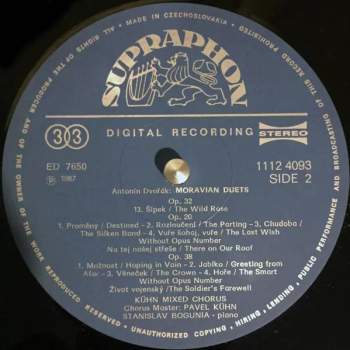 MADE IN CZECHOSLOVAKIA
ALL RIGHTS OF THE PRODUCER AND OF THE OWNER OF THE WORK REPRODUCED RESERVED. UNAUTHORIZED COPYING • HIRING • LENDING • PUBLIC PERFORMANCE AND BROADCASTING OF THIS RECORD PROHIBITED
SUPRAPHON
33
DIGITAL RECORDING
STEREO
ED 7650
1112 4093
℗ 1987
SIDE 2
Antonín Dvořák: MORAVIAN DUETS
Op. 32
13. Šípek / The Wild Rose
Op. 20
1. Proměny / Destined - 2. Rozloučení / The Parting - 3. Chudoba /
The Silken Band - 4. Vuře šohaj, vuře / The Last Wish
Without Opus Number
Na tej našej střeše / There on Our Roof
Op. 38
1. Možnost / Hoping in Vain - 2. Jablko / Greeting from
Afar - 3. Věneček / The Crown - 4. Hoře / The Smart
Without Opus Number
Život vojenský / The Soldier's Farewell
KÜHN MIXED CHORUS
Chorus Master: PAVEL KÜHN
STANISLAV BOGUNIA - piano